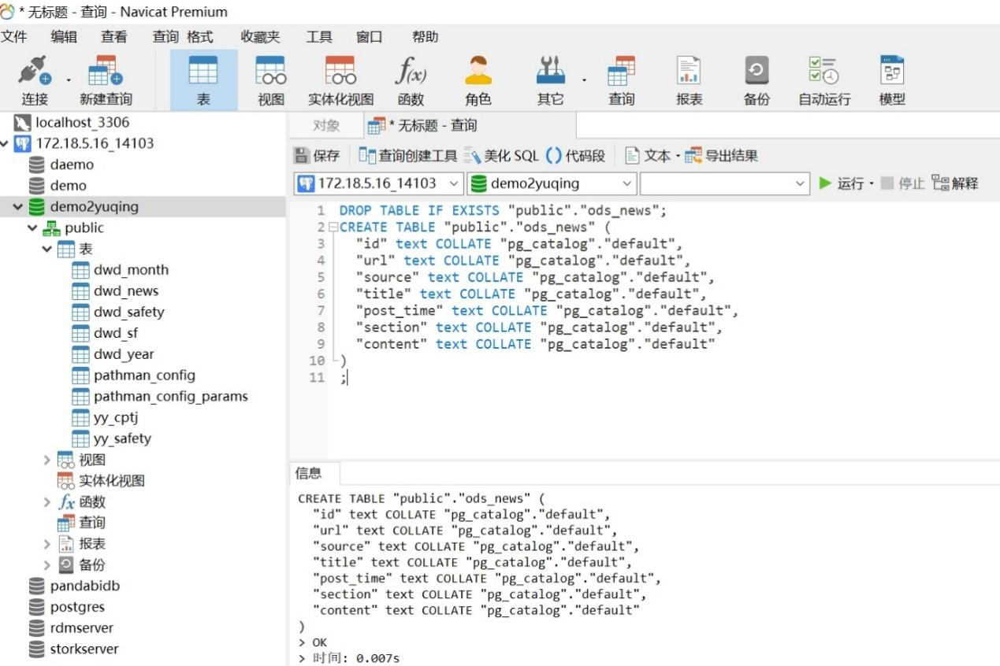 * 无标题 - 查询 - Navicat Premium
文件 编辑 查看 查询 格式 收藏夹 工具 窗口 帮助
连接 新建查询 表 视图 实体化视图 函数 角色 其它 查询 报表 备份 自动运行 模型
localhost_3306
172.18.5.16_14103
daemo
demo
demo2yuqing
public
表
dwd_month
dwd_news
dwd_safety
dwd_sf
dwd_year
pathman_config
pathman_config_params
yy_cptj
yy_safety
视图
实体化视图
fx 函数
查询
报表
备份
pandabidb
postgres
rdmserver
storkserver
对象 * 无标题 - 查询
保存 查询创建工具 美化 SQL () 代码段 文本 导出结果
172.18.5.16_14103 demo2yuqing 运行 停止 解释
1 DROP TABLE IF EXISTS "public"."ods_news";
2 CREATE TABLE "public"."ods_news" (
3 "id" text COLLATE "pg_catalog"."default",
4 "url" text COLLATE "pg_catalog"."default",
5 "source" text COLLATE "pg_catalog"."default",
6 "title" text COLLATE "pg_catalog"."default",
7 "post_time" text COLLATE "pg_catalog"."default",
8 "section" text COLLATE "pg_catalog"."default",
9 "content" text COLLATE "pg_catalog"."default"
10 )
11 ;
信息
CREATE TABLE "public"."ods_news" (
"id" text COLLATE "pg_catalog"."default",
"url" text COLLATE "pg_catalog"."default",
"source" text COLLATE "pg_catalog"."default",
"title" text COLLATE "pg_catalog"."default",
"post_time" text COLLATE "pg_catalog"."default",
"section" text COLLATE "pg_catalog"."default",
"content" text COLLATE "pg_catalog"."default"
)
> OK
> 时间: 0.007s